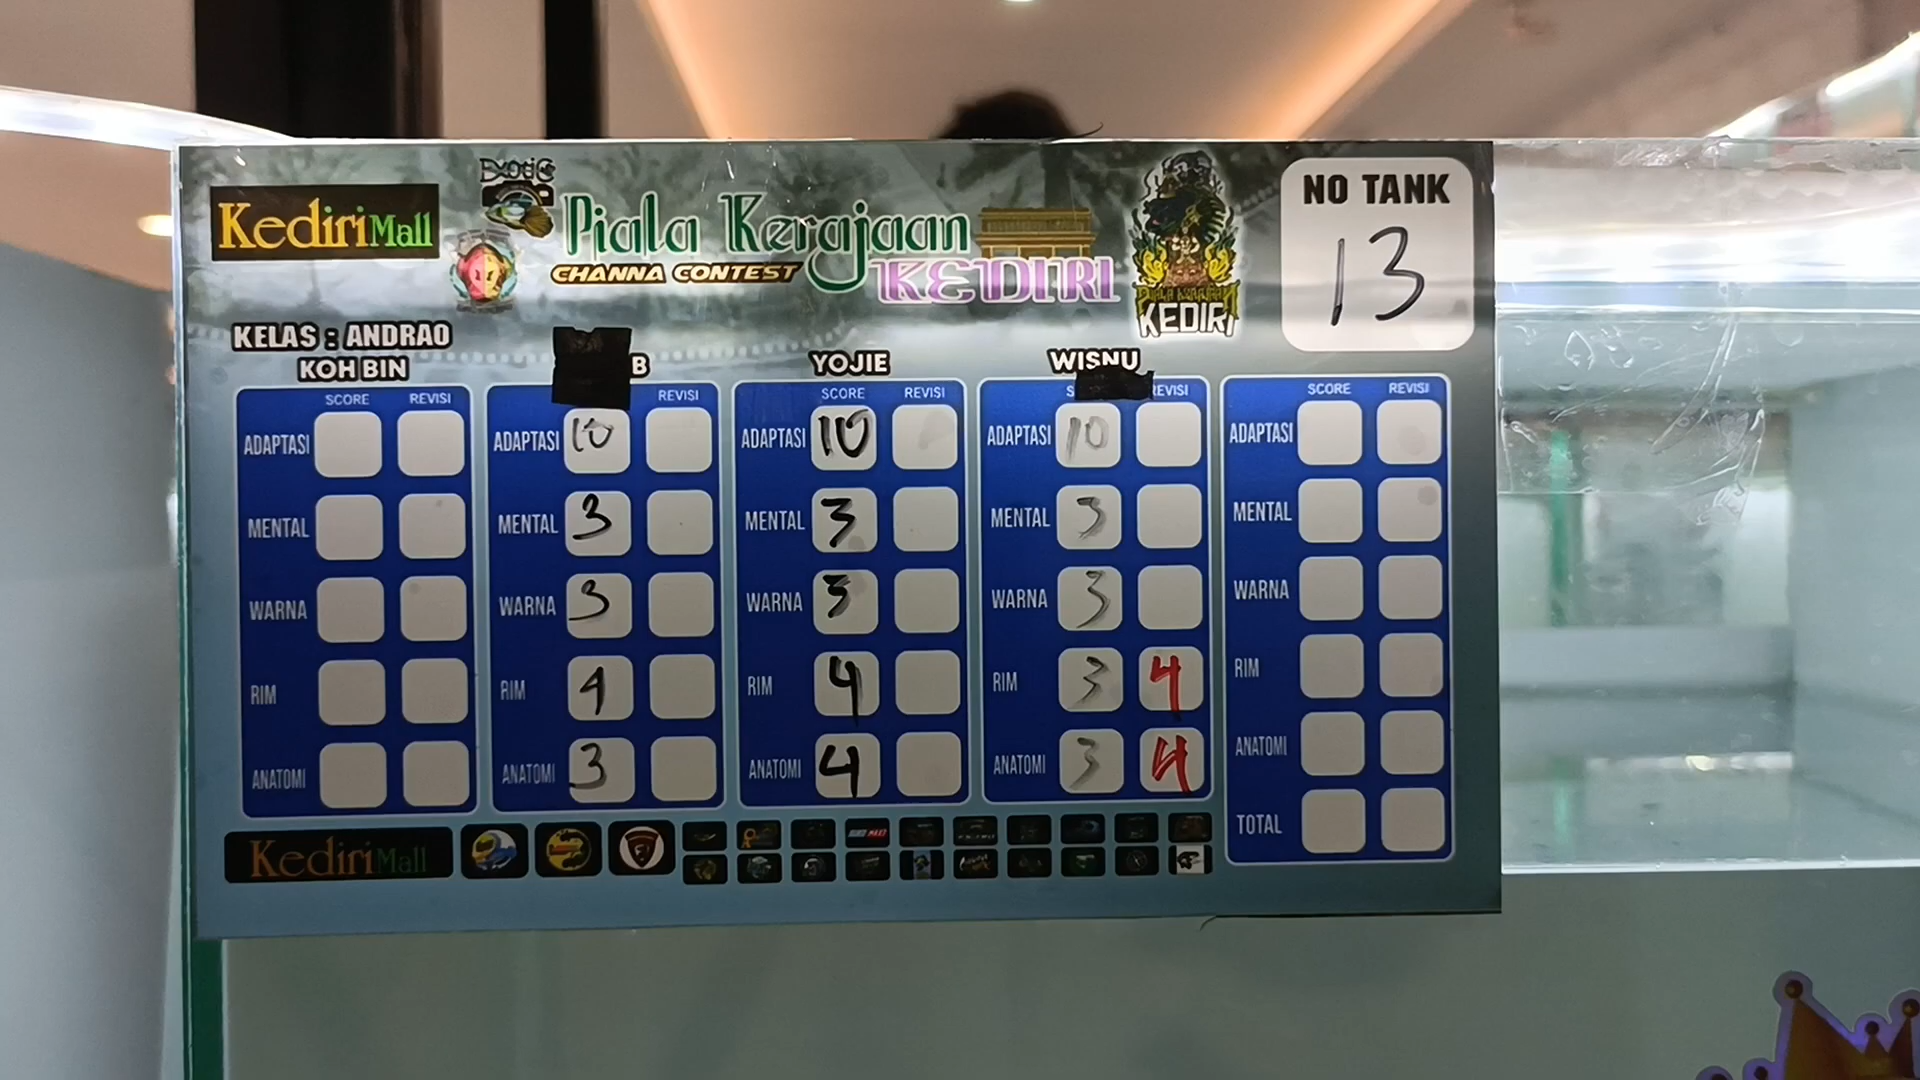 KediriMall
EXOTIC
Piala Kerajaan
CHANNA CONTEST
KEDIRI
KEDIRI
NO TANK
13
KELAS : ANDRAO
KOH BIN
B
YOJIE
WISNU
SCORE REVISI REVISI SCORE REVISI REVISI SCORE REVISI
ADAPTASI ADAPTASI 10 ADAPTASI 10 ADAPTASI 10 ADAPTASI
MENTAL MENTAL 3 MENTAL 3 MENTAL 3 MENTAL
WARNA WARNA 3 WARNA 3 WARNA 3 WARNA
RIM RIM 4 RIM 4 RIM 3 4 RIM
ANATOMI ANATOMI 3 ANATOMI 4 ANATOMI 3 4 ANATOMI
TOTAL
KediriMall